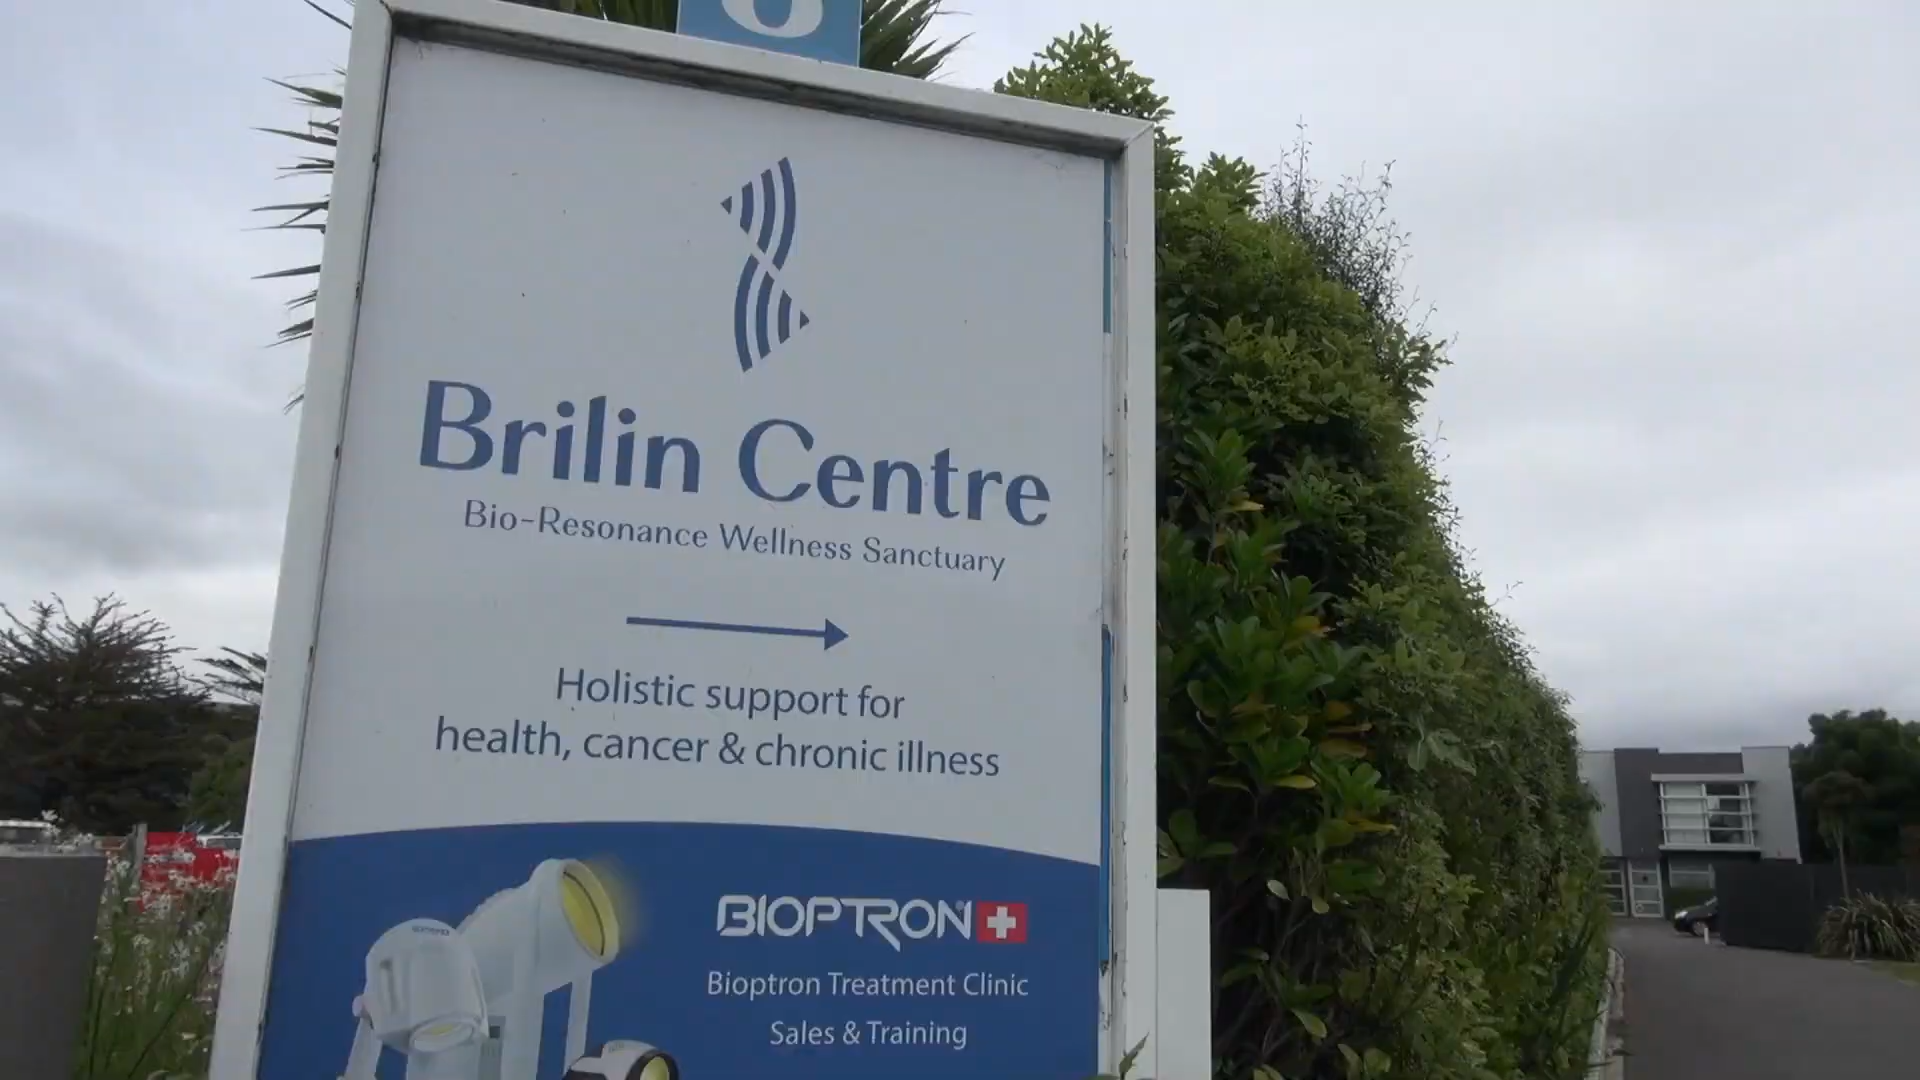 Brilin Centre
Bio-Resonance Wellness Sanctuary
Holistic support for
health, cancer & chronic illness
BIOPTRON®
Bioptron Treatment Clinic
Sales & Training